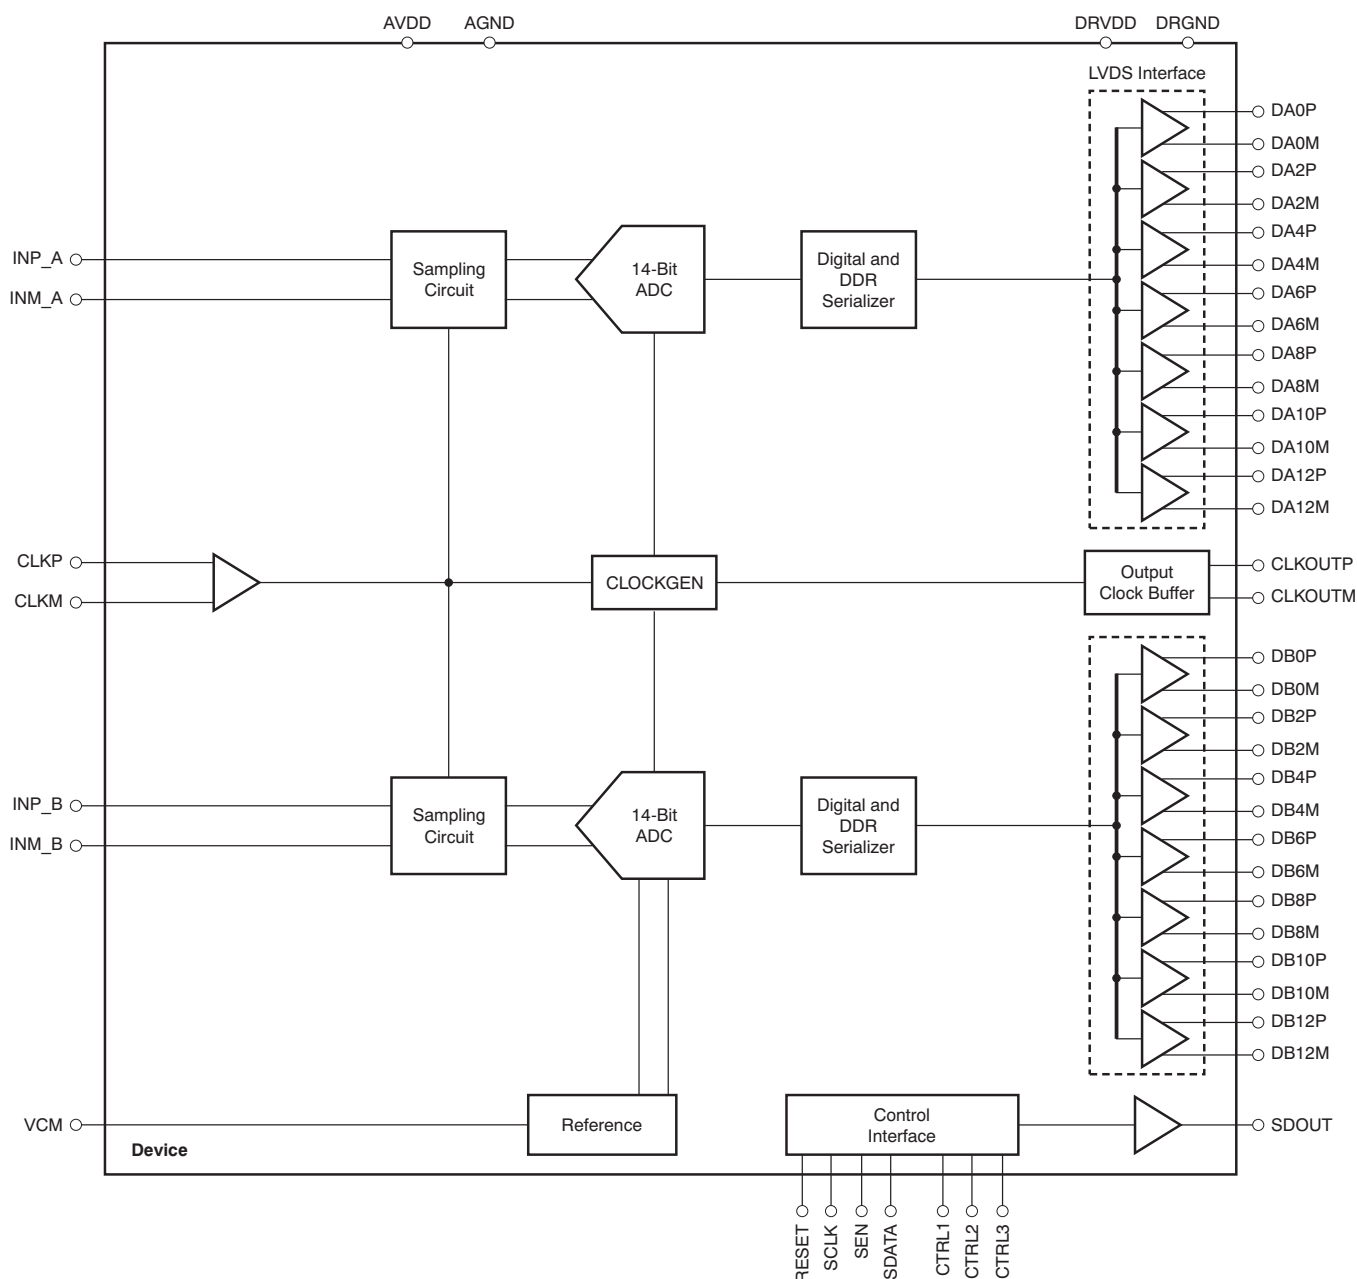 AVDD
AGND
DRVDD
DRGND
LVDS Interface
DA0P
DA0M
DA2P
DA2M
DA4P
DA4M
DA6P
DA6M
DA8P
DA8M
DA10P
DA10M
DA12P
DA12M
INP_A
INM_A
Sampling
Circuit
14-Bit
ADC
Digital and
DDR
Serializer
CLKP
CLKM
CLOCKGEN
Output
Clock Buffer
CLKOUTP
CLKOUTM
DB0P
DB0M
DB2P
DB2M
DB4P
DB4M
DB6P
DB6M
DB8P
DB8M
DB10P
DB10M
DB12P
DB12M
INP_B
INM_B
Sampling
Circuit
14-Bit
ADC
Digital and
DDR
Serializer
VCM
Reference
Control
Interface
SDOUT
Device
RESET
SCLK
SEN
SDATA
CTRL1
CTRL2
CTRL3